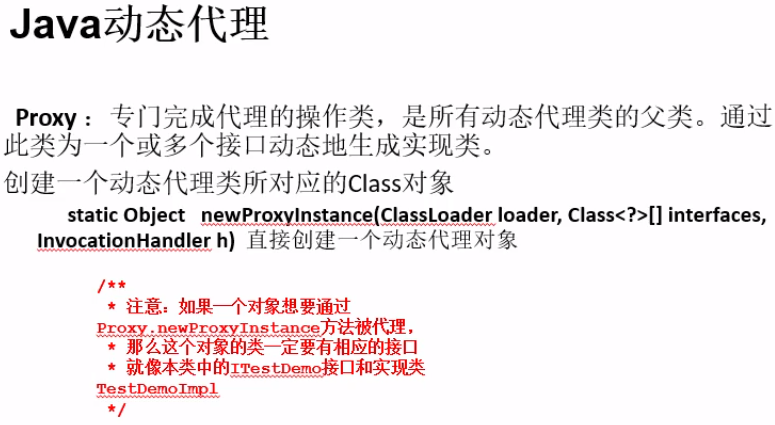 Java动态代理
Proxy ： 专门完成代理的操作类，是所有动态代理类的父类。通过
此类为一个或多个接口动态地生成实现类。
创建一个动态代理类所对应的Class对象
static Object newProxyInstance(ClassLoader loader, Class<?>[] interfaces,
InvocationHandler h) 直接创建一个动态代理对象
/**
* 注意：如果一个对象想要通过
Proxy.newProxyInstance方法被代理，
* 那么这个对象的类一定要有相应的接口
* 就像本类中的ITestDemo接口和实现类
TestDemoImpl
*/